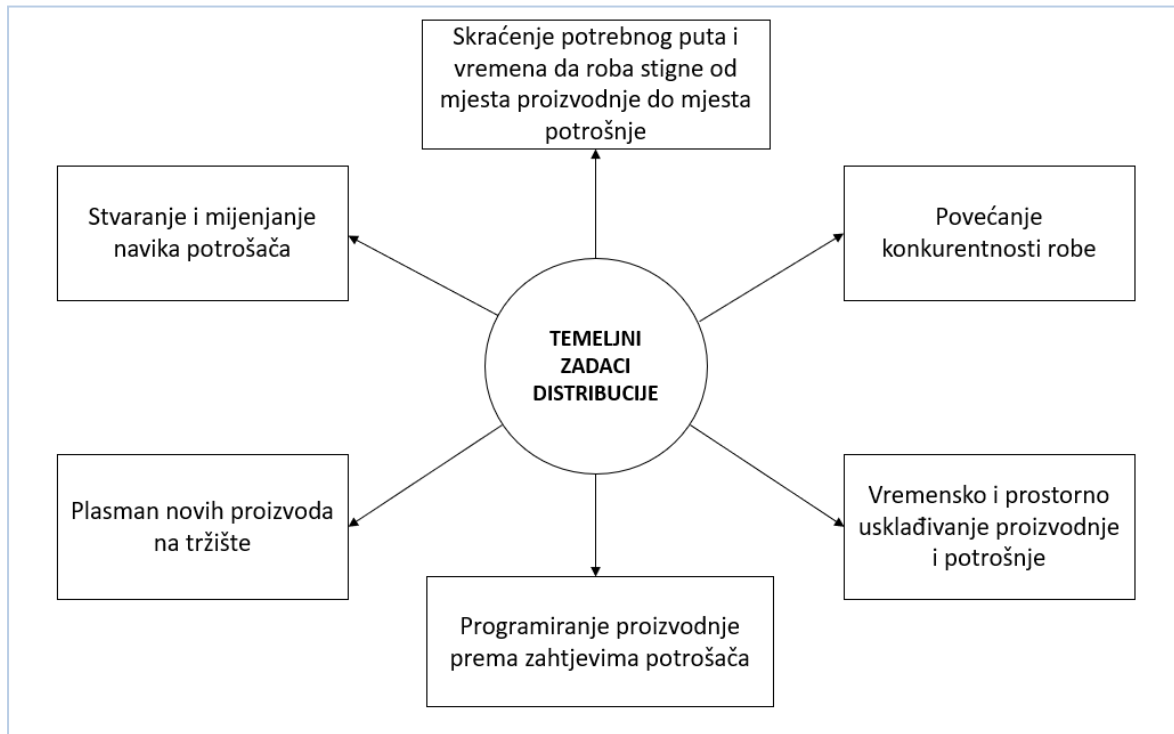 Skraćenje potrebnog puta i
vremena da roba stigne od
mjesta proizvodnje do mjesta
potrošnje
Stvaranje i mijenjanje
navika potrošača
Povećanje
konkurentnosti robe
TEMELJNI
ZADACI
DISTRIBUCIJE
Plasman novih proizvoda
na tržište
Vremensko i prostorno
usklađivanje proizvodnje
i potrošnje
Programiranje proizvodnje
prema zahtjevima potrošača